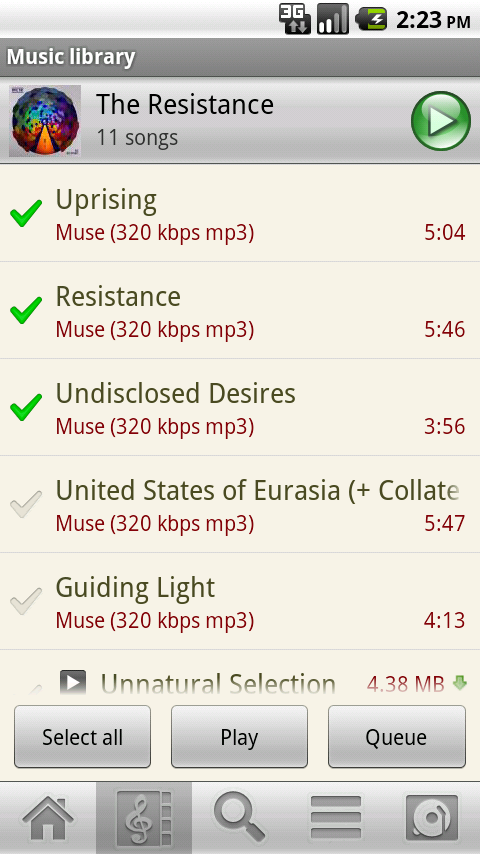 3G 2:23 PM
Music library
The Resistance
11 songs
Uprising
Muse (320 kbps mp3) 5:04
Resistance
Muse (320 kbps mp3) 5:46
Undisclosed Desires
Muse (320 kbps mp3) 3:56
United States of Eurasia (+ Collate
Muse (320 kbps mp3) 5:47
Guiding Light
Muse (320 kbps mp3) 4:13
Unnatural Selection 4.38 MB
Select all Play Queue